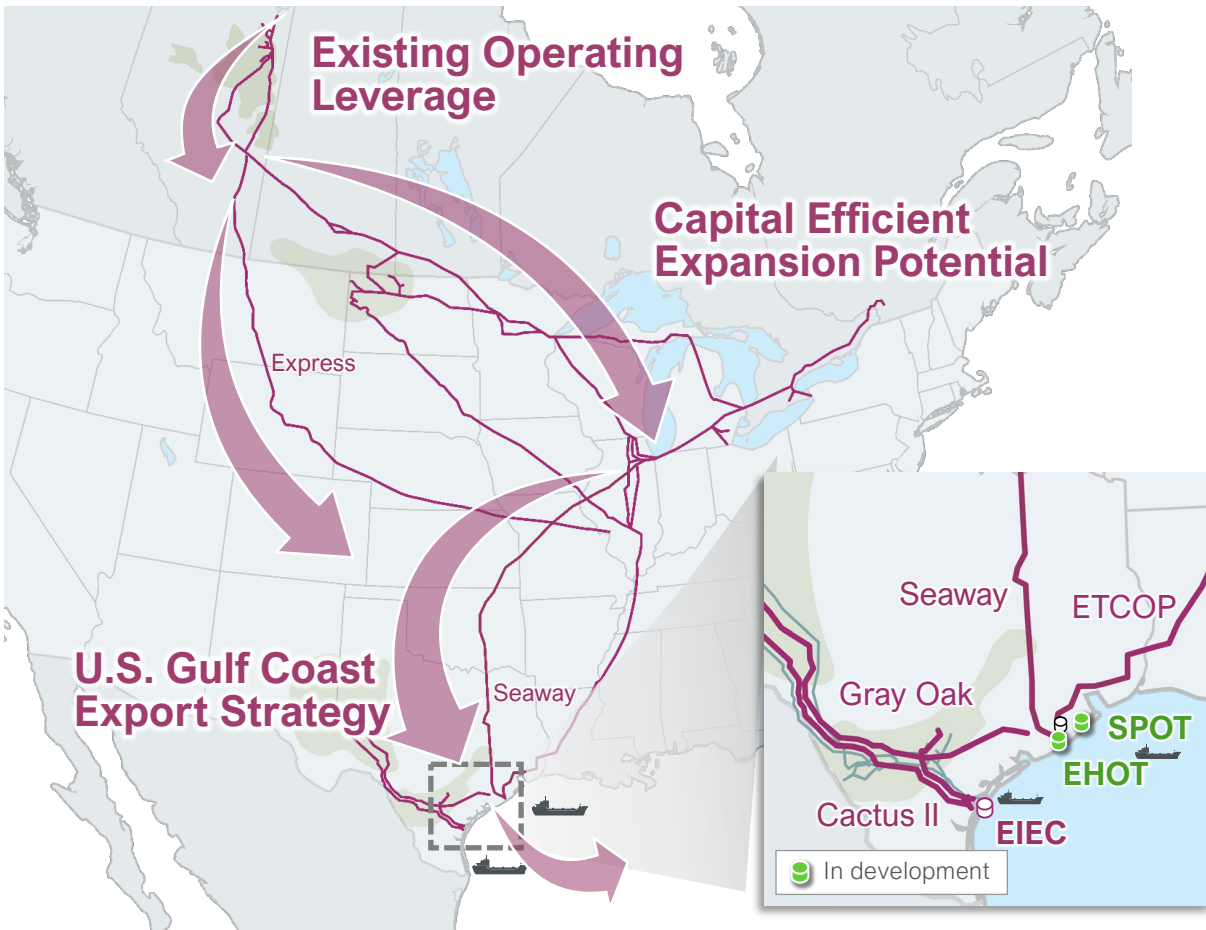 Existing Operating
Leverage
Capital Efficient
Expansion Potential
Express
U.S. Gulf Coast
Export Strategy
Seaway
Seaway
ETCOP
Gray Oak
SPOT
EHOT
Cactus II
EIEC
In development